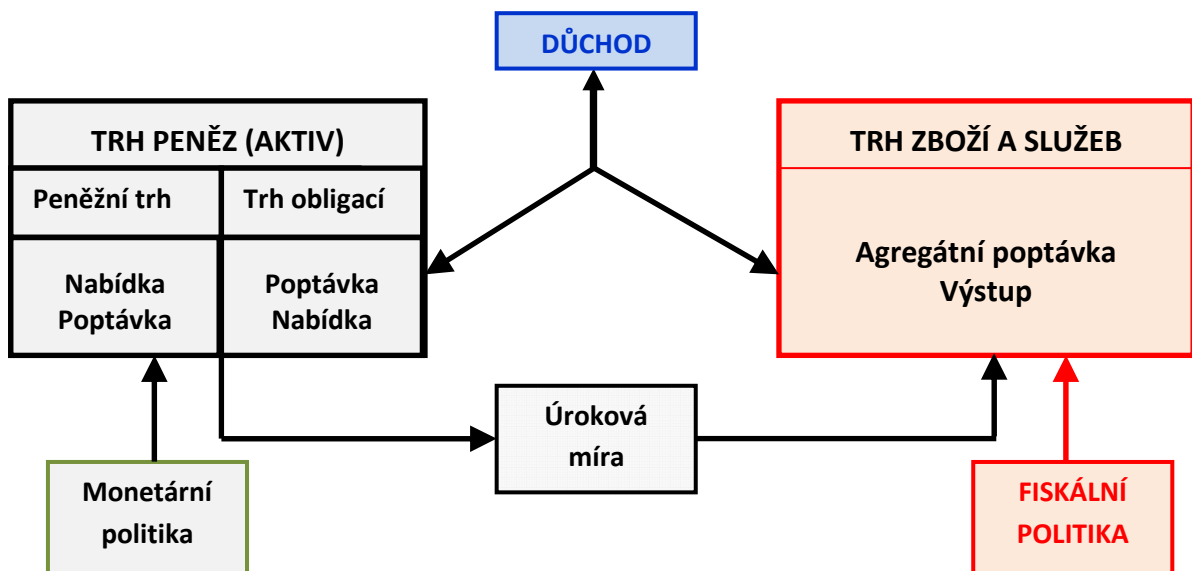 DŮCHOD
TRH PENĚZ (AKTIV)
Peněžní trh
Trh obligací
Nabídka
Poptávka
Poptávka
Nabídka
TRH ZBOŽÍ A SLUŽEB
Agregátní poptávka
Výstup
Úroková
míra
Monetární
politika
FISKÁLNÍ
POLITIKA